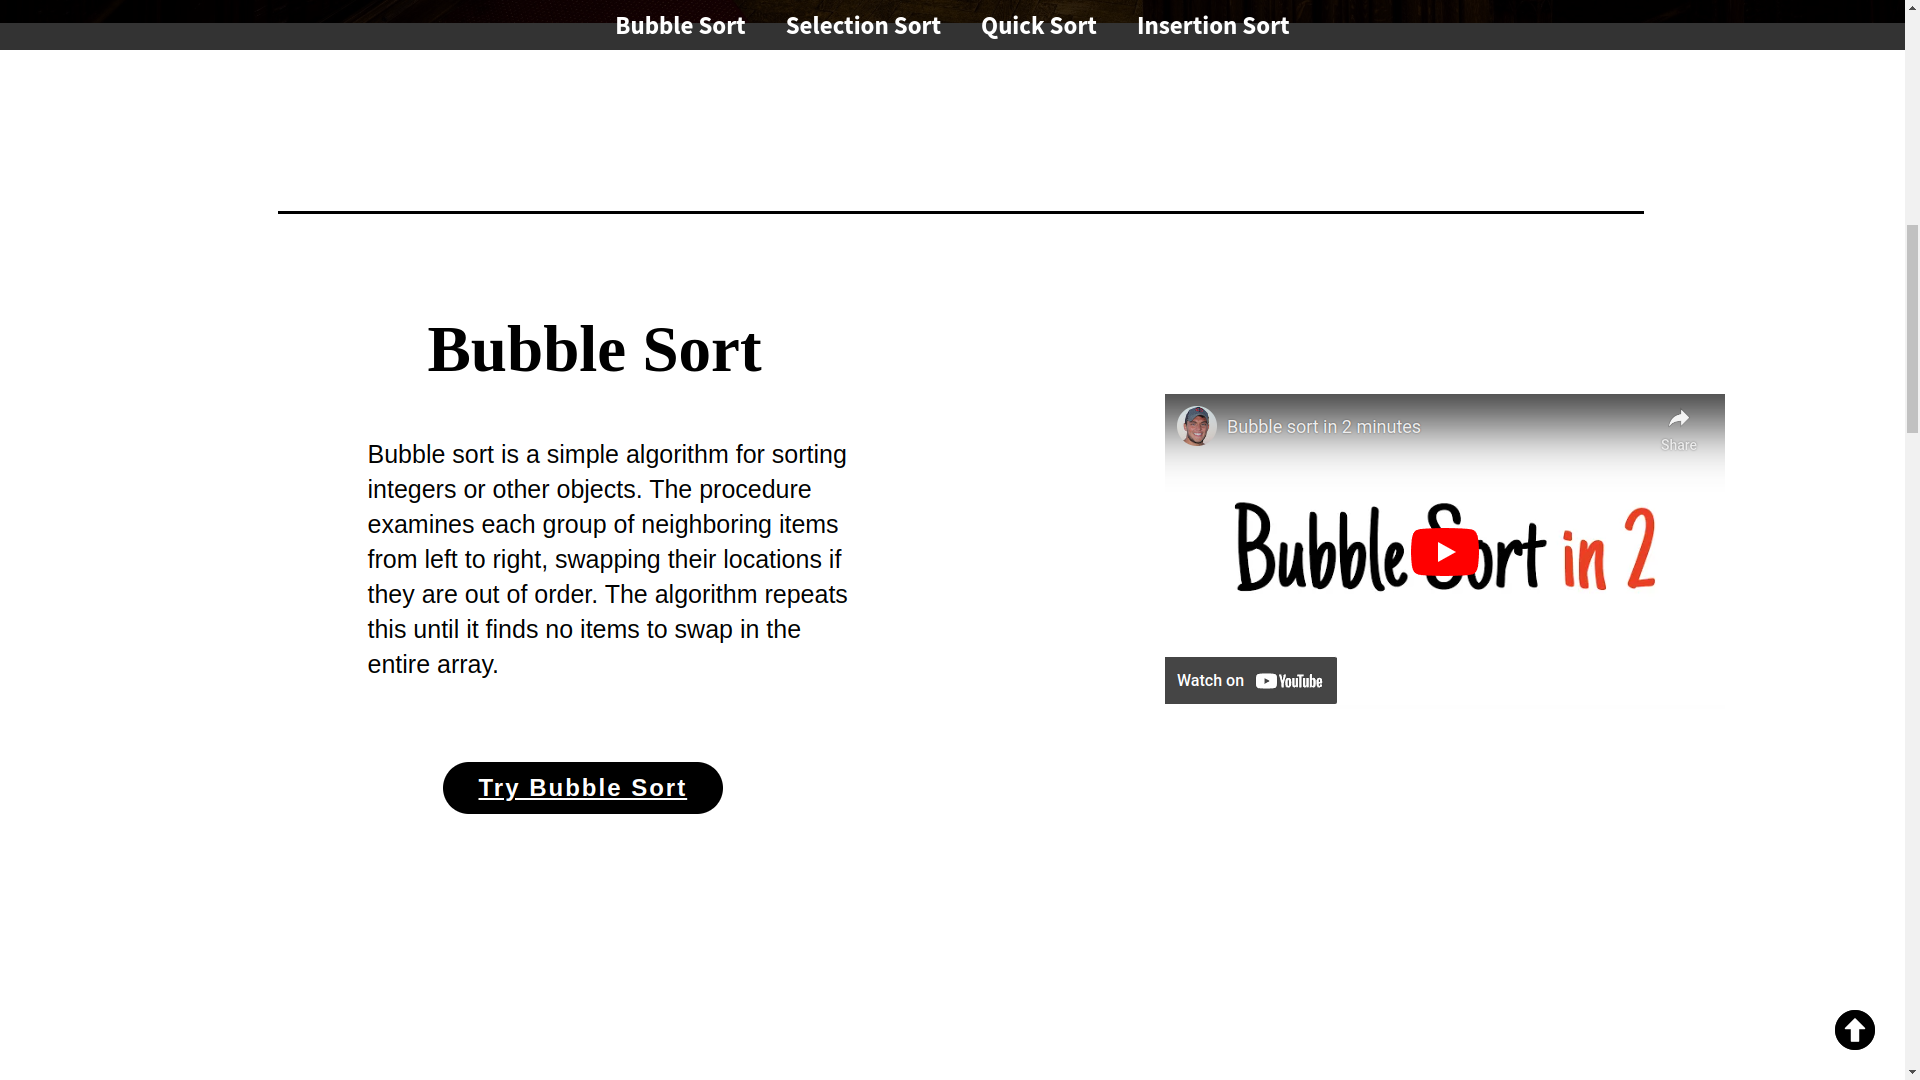 Bubble Sort Selection Sort Quick Sort Insertion Sort
Bubble Sort
Bubble sort is a simple algorithm for sorting
integers or other objects. The procedure
examines each group of neighboring items
from left to right, swapping their locations if
they are out of order. The algorithm repeats
this until it finds no items to swap in the
entire array.
Try Bubble Sort
Bubble sort in 2 minutes
Share
Bubble Sort in 2
Watch on YouTube